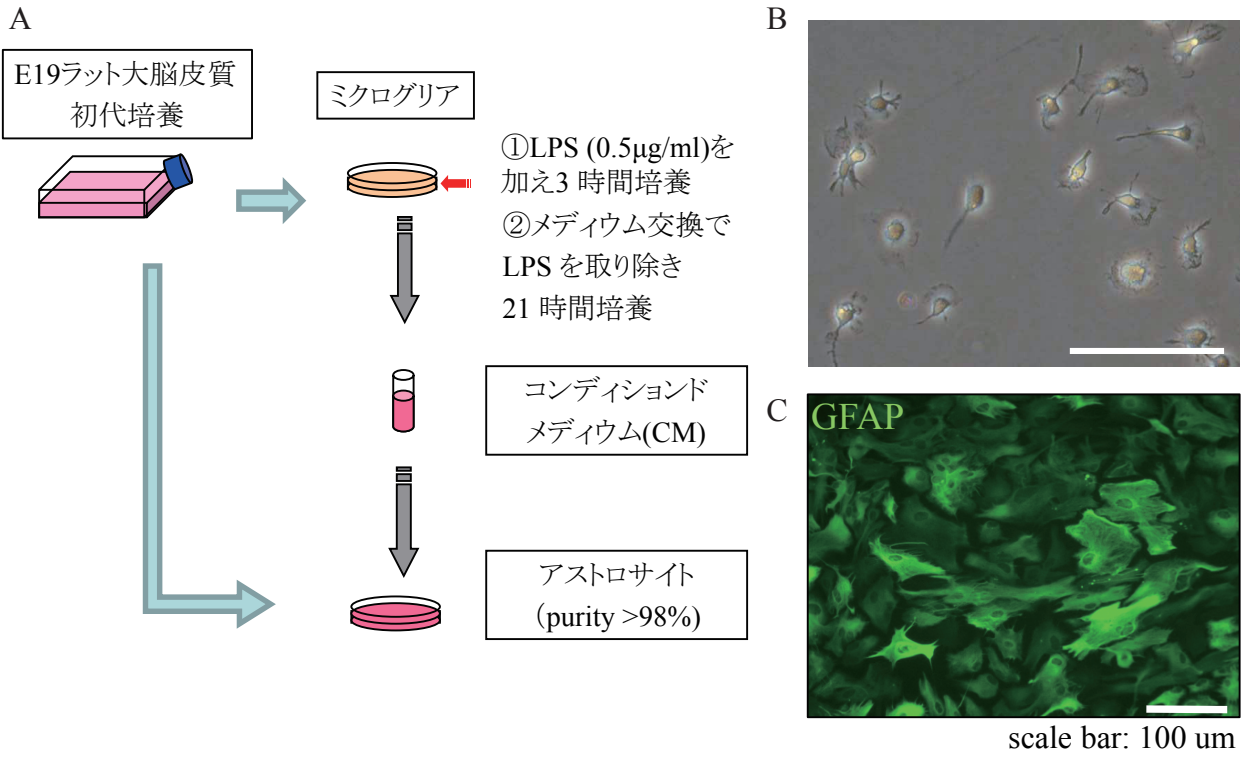 A
E19ラット大脳皮質
初代培養
ミクログリア
①LPS (0.5μg/ml)を
加え3 時間培養
②メディウム交換で
LPS を取り除き
21 時間培養
コンディションド
メディウム(CM)
アストロサイト
(purity >98%)
B
C
GFAP
scale bar: 100 um